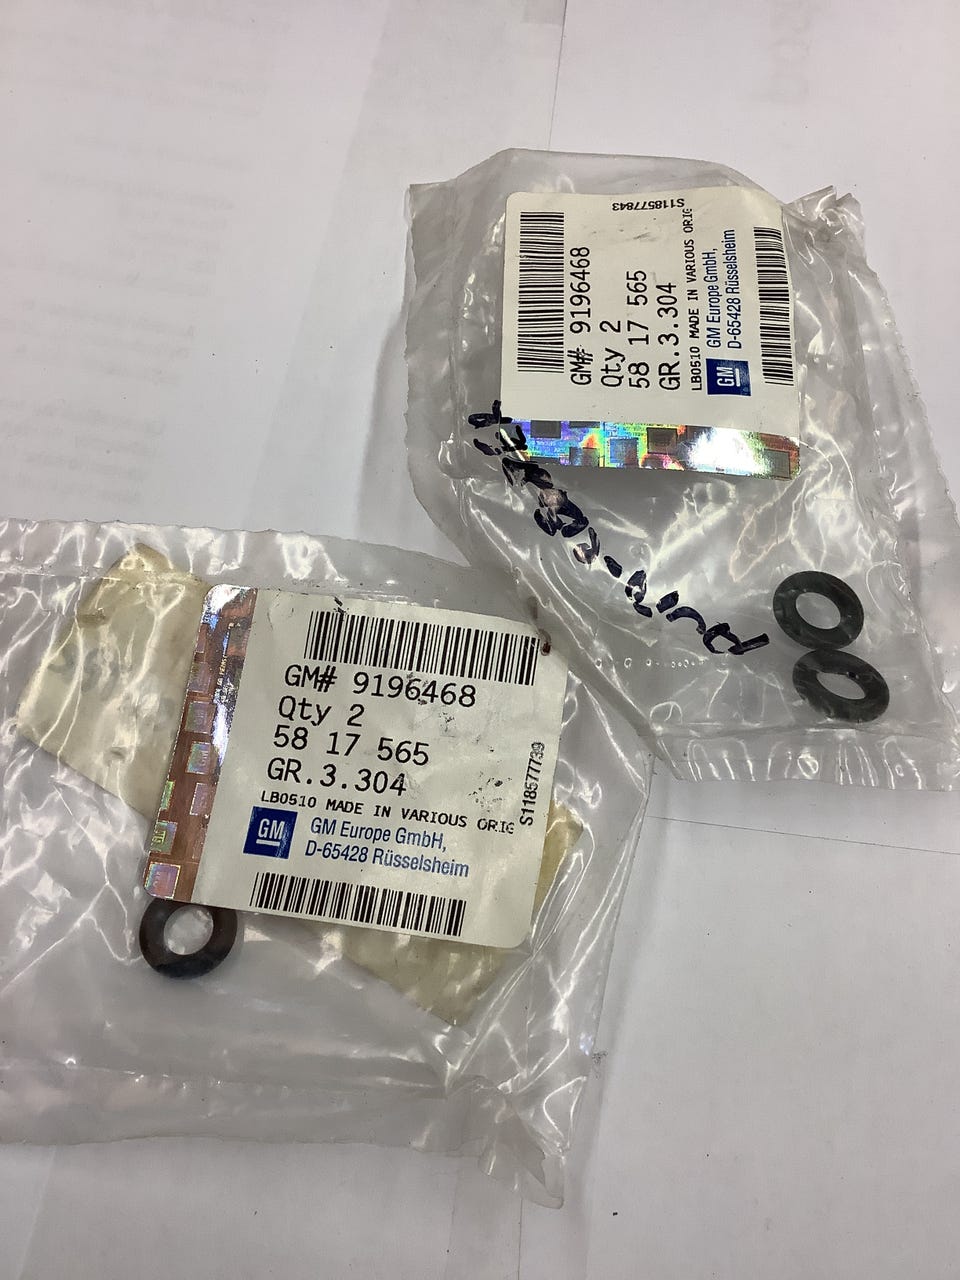 S118577843
GM# 9196468
Qty 2
58 17 565
GR.3.304
LB0510 MADE IN VARIOUS ORIG
GM
GM Europe GmbH,
D-65428 Rüsselsheim
GM# 9196468
Qty 2
58 17 565
GR.3.304
LB0510 MADE IN VARIOUS ORIG
S118577739
GM
GM Europe GmbH,
D-65428 Rüsselsheim